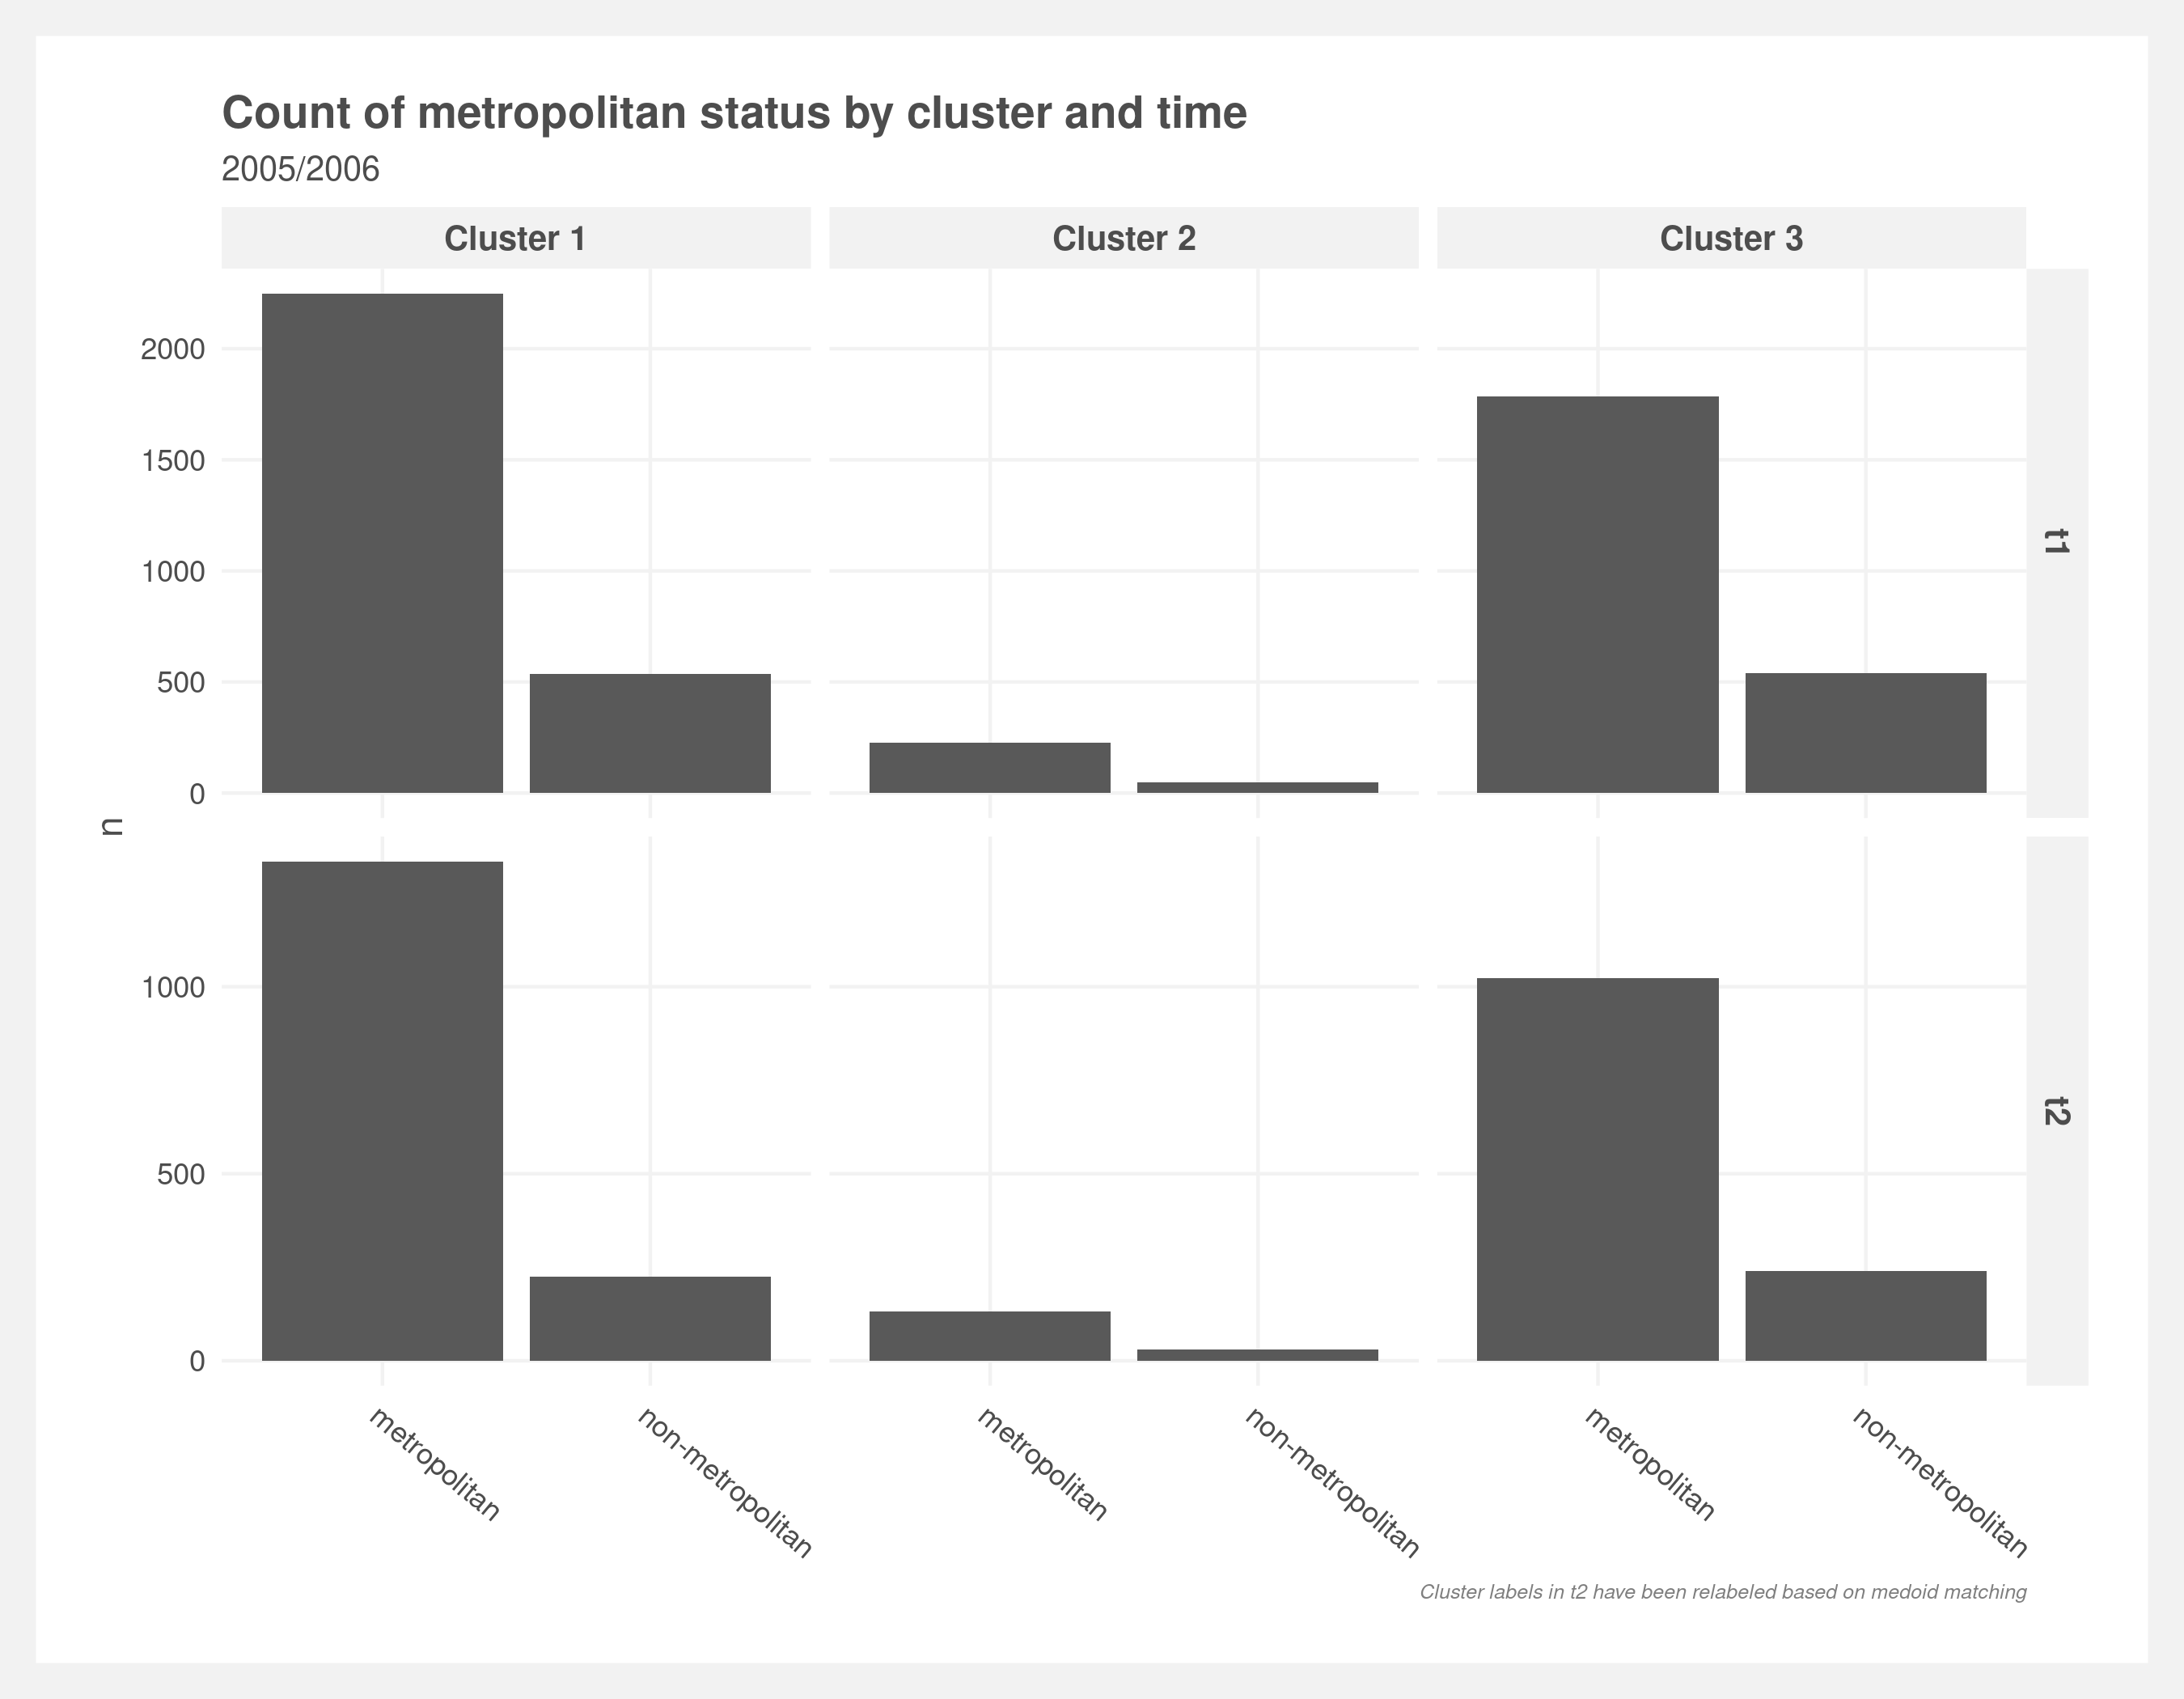 Count of metropolitan status by cluster and time
2005/2006
Cluster 1
Cluster 2
Cluster 3
2000
1500
1000
500
0
t1
n
1000
500
0
t2
metropolitan
non-metropolitan
metropolitan
non-metropolitan
metropolitan
non-metropolitan
Cluster labels in t2 have been relabeled based on medoid matching